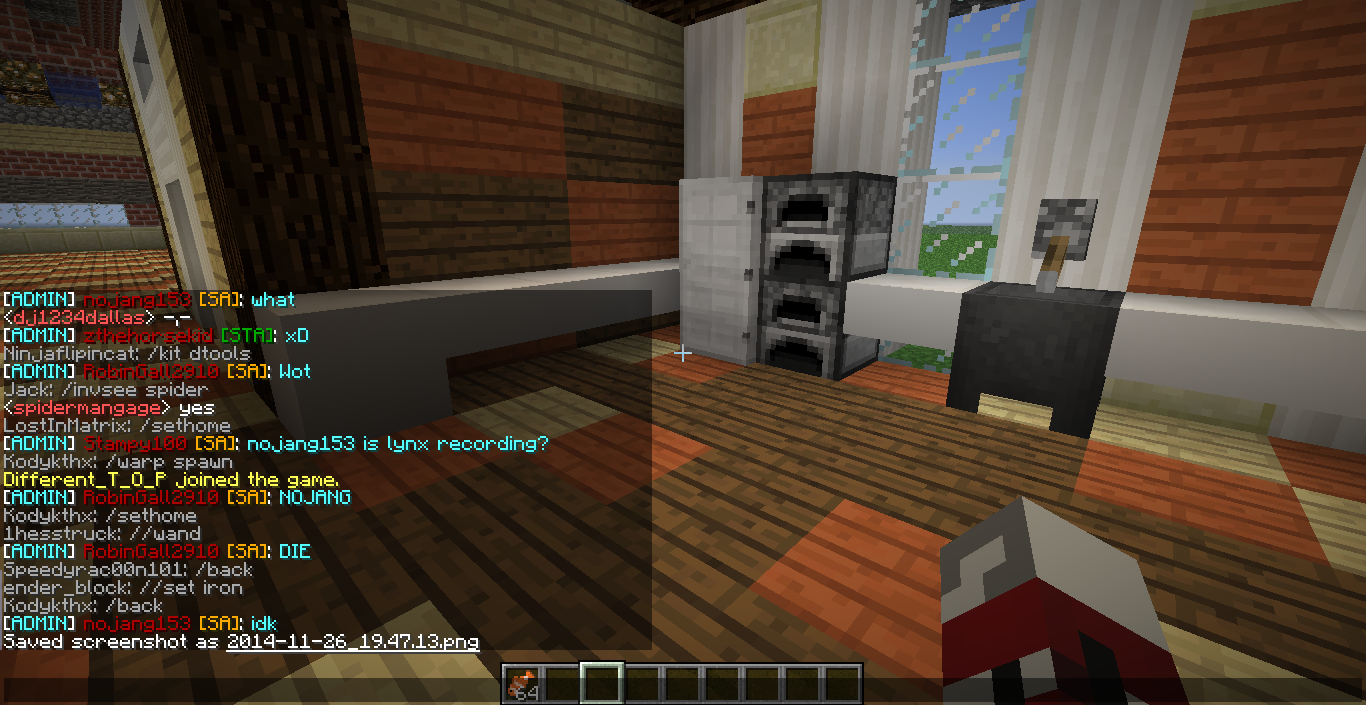 [ADMIN] nojang153 [SA]: what
<dj1234dallas> -,-
[ADMIN] zthehorsekid [STA]: xD
Ninjaflipincat: /kit dtools
[ADMIN] RobinGall2910 [SA]: Wot
Jack: /invsee spider
<spidermangage> yes
LostInMatrix: /sethome
[ADMIN] Stampy100 [SA]: nojang153 is lynx recording?
Kodykthx: /warp spawn
Different_T_O_P joined the game.
[ADMIN] RobinGall2910 [SA]: NOJANG
Kodykthx: /sethome
1hesstruck: //wand
[ADMIN] RobinGall2910 [SA]: DIE
Speedyrac00n101: /back
ender_block: //set iron
Kodykthx: /back
[ADMIN] nojang153 [SA]: idk
Saved screenshot as 2014-11-26_19.47.13.png
64